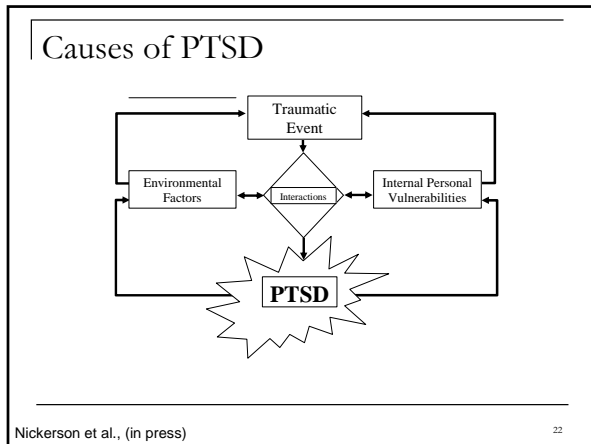 Causes of PTSD
Traumatic
Event
Environmental
Factors
Interactions
Internal Personal
Vulnerabilities
PTSD
Nickerson et al., (in press)
22